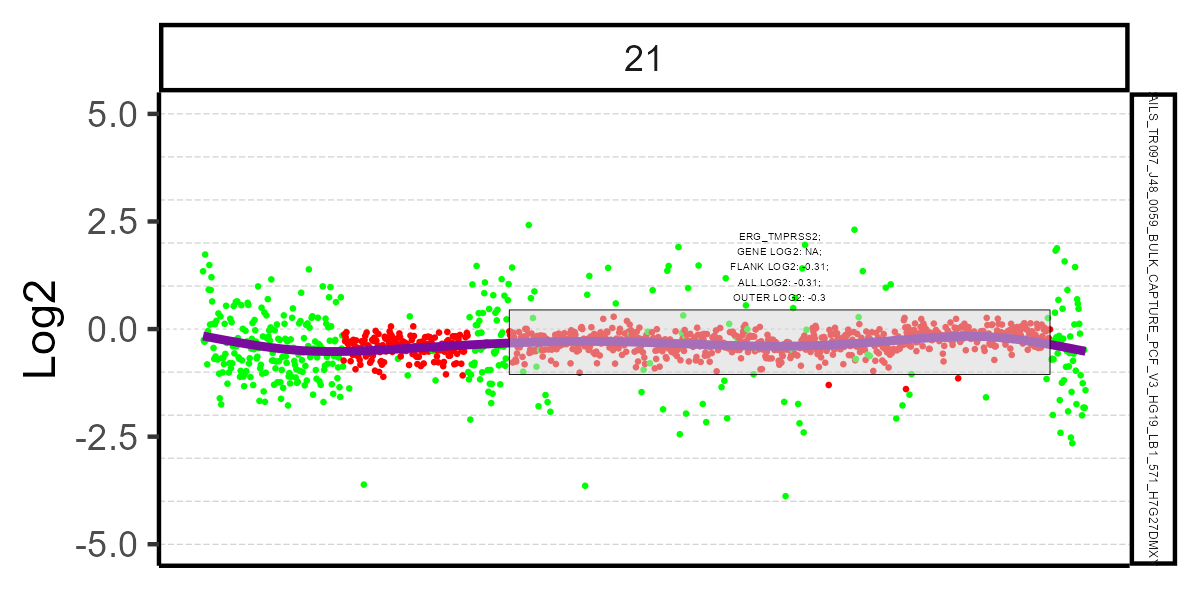 21
5.0
2.5
0.0
-2.5
-5.0
Log2
ERG_TMPRSS2;
GENE LOG2: NA;
FLANK LOG2: -0.31;
ALL LOG2: -0.31;
OUTER LOG2: -0.3
AILS_TR097_J48_0059_BULK_CAPTURE_PCF_V3_HG19_LB1_571_H7G27DMX